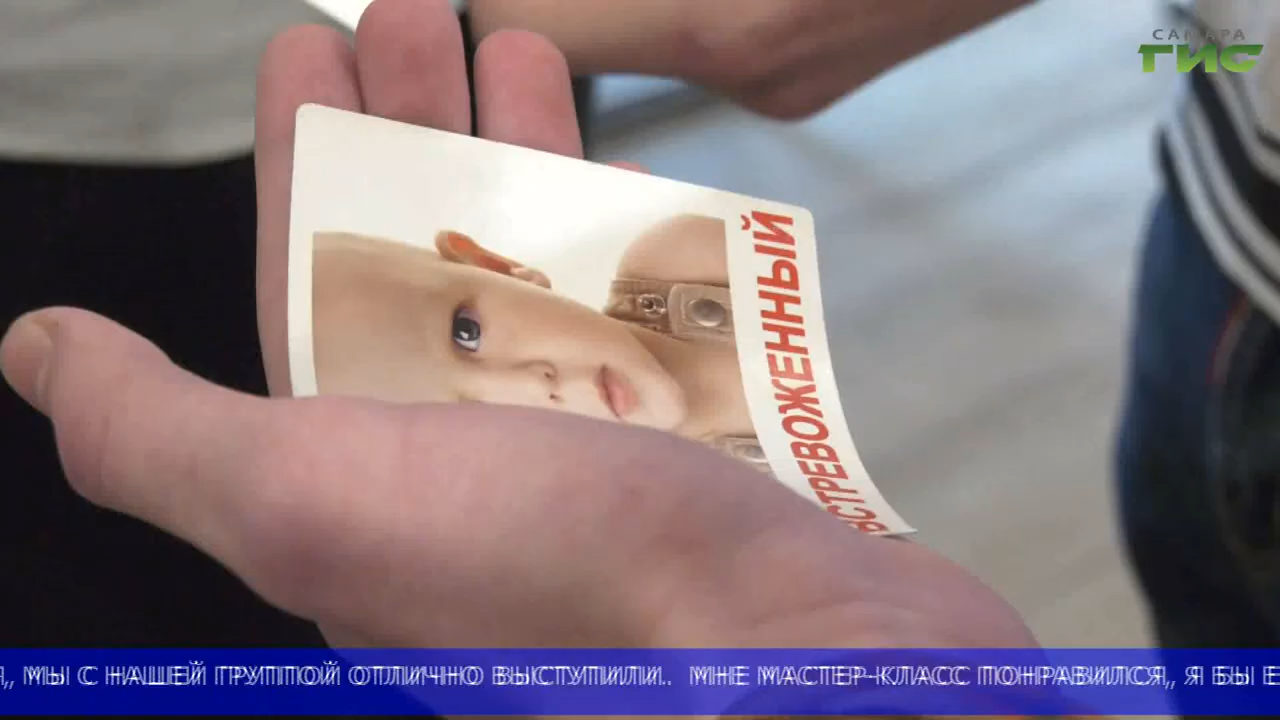 САМАРА
ГИС
ВСТРЕВОЖЕННЫЙ
МЫ С НАШЕЙ ГРУППОЙ ОТЛИЧНО ВЫСТУПИЛИ. МНЕ МАСТЕР-КЛАСС ПОНРАВИЛСЯ, Я БЫ